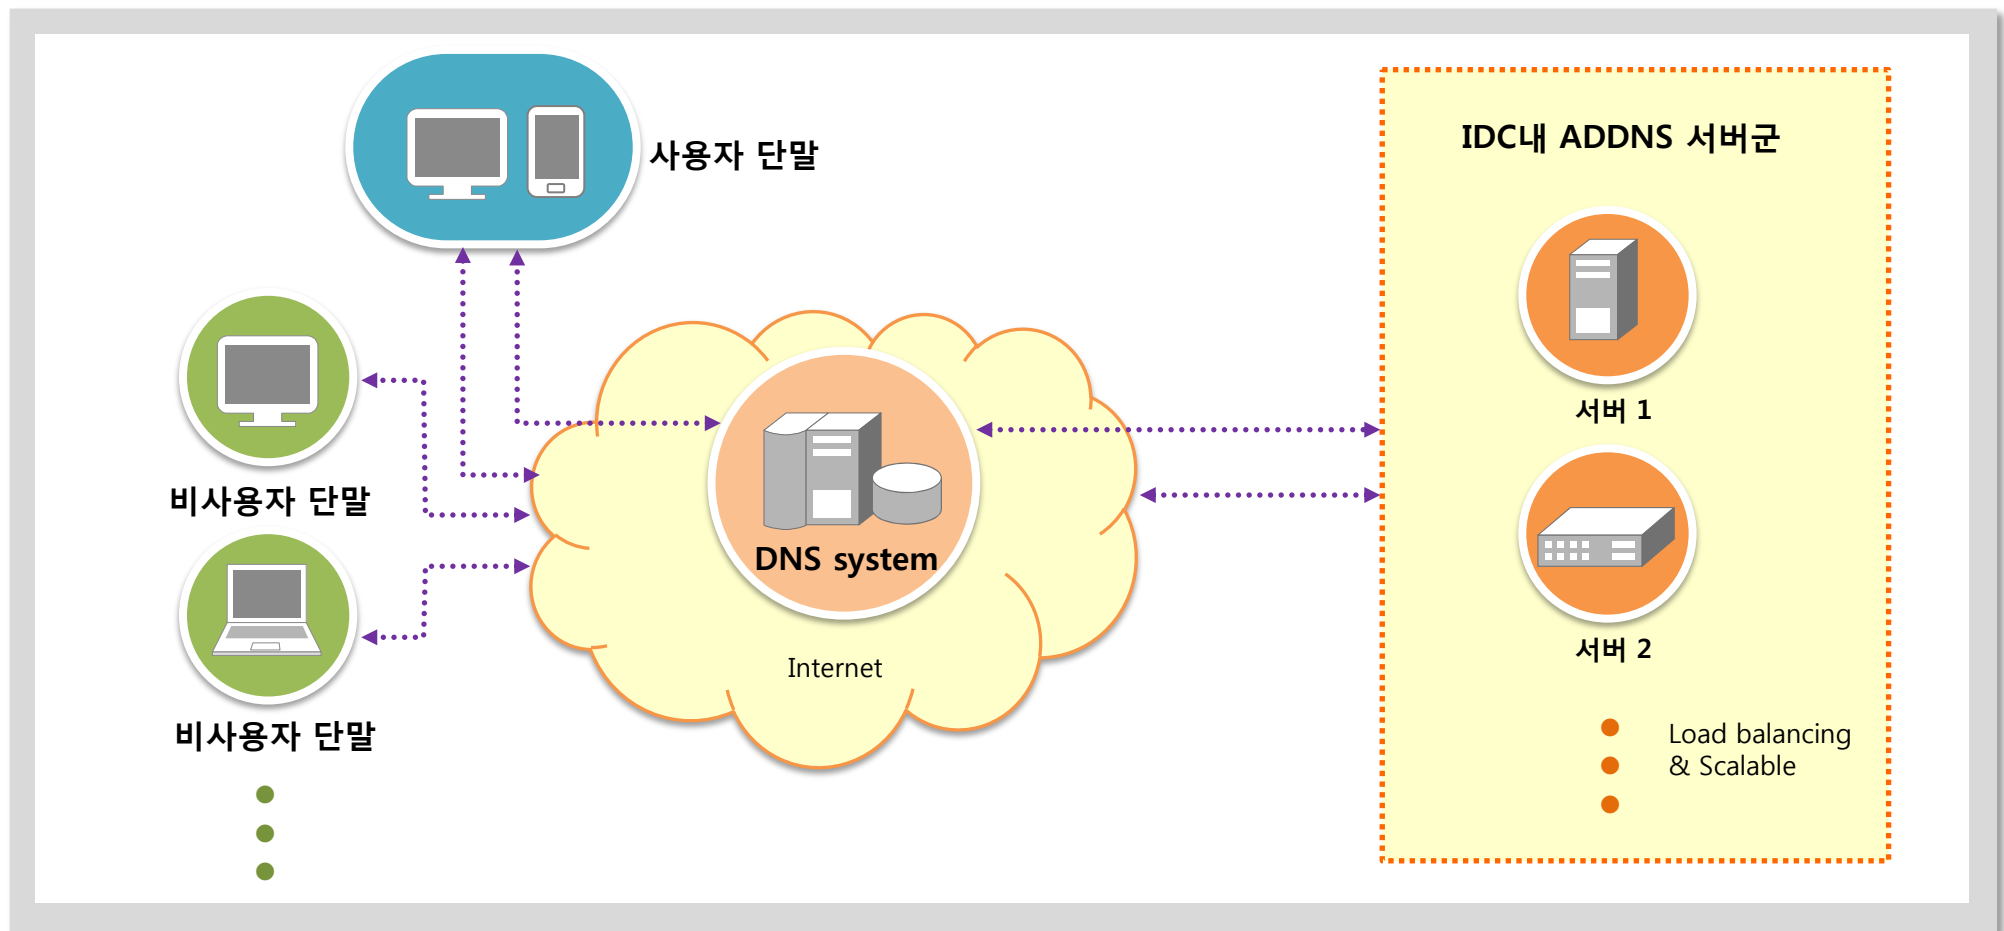 사용자 단말
IDC내 ADDNS 서버군
서버 1
비사용자 단말
DNS system
서버 2
Internet
비사용자 단말
Load balancing
& Scalable